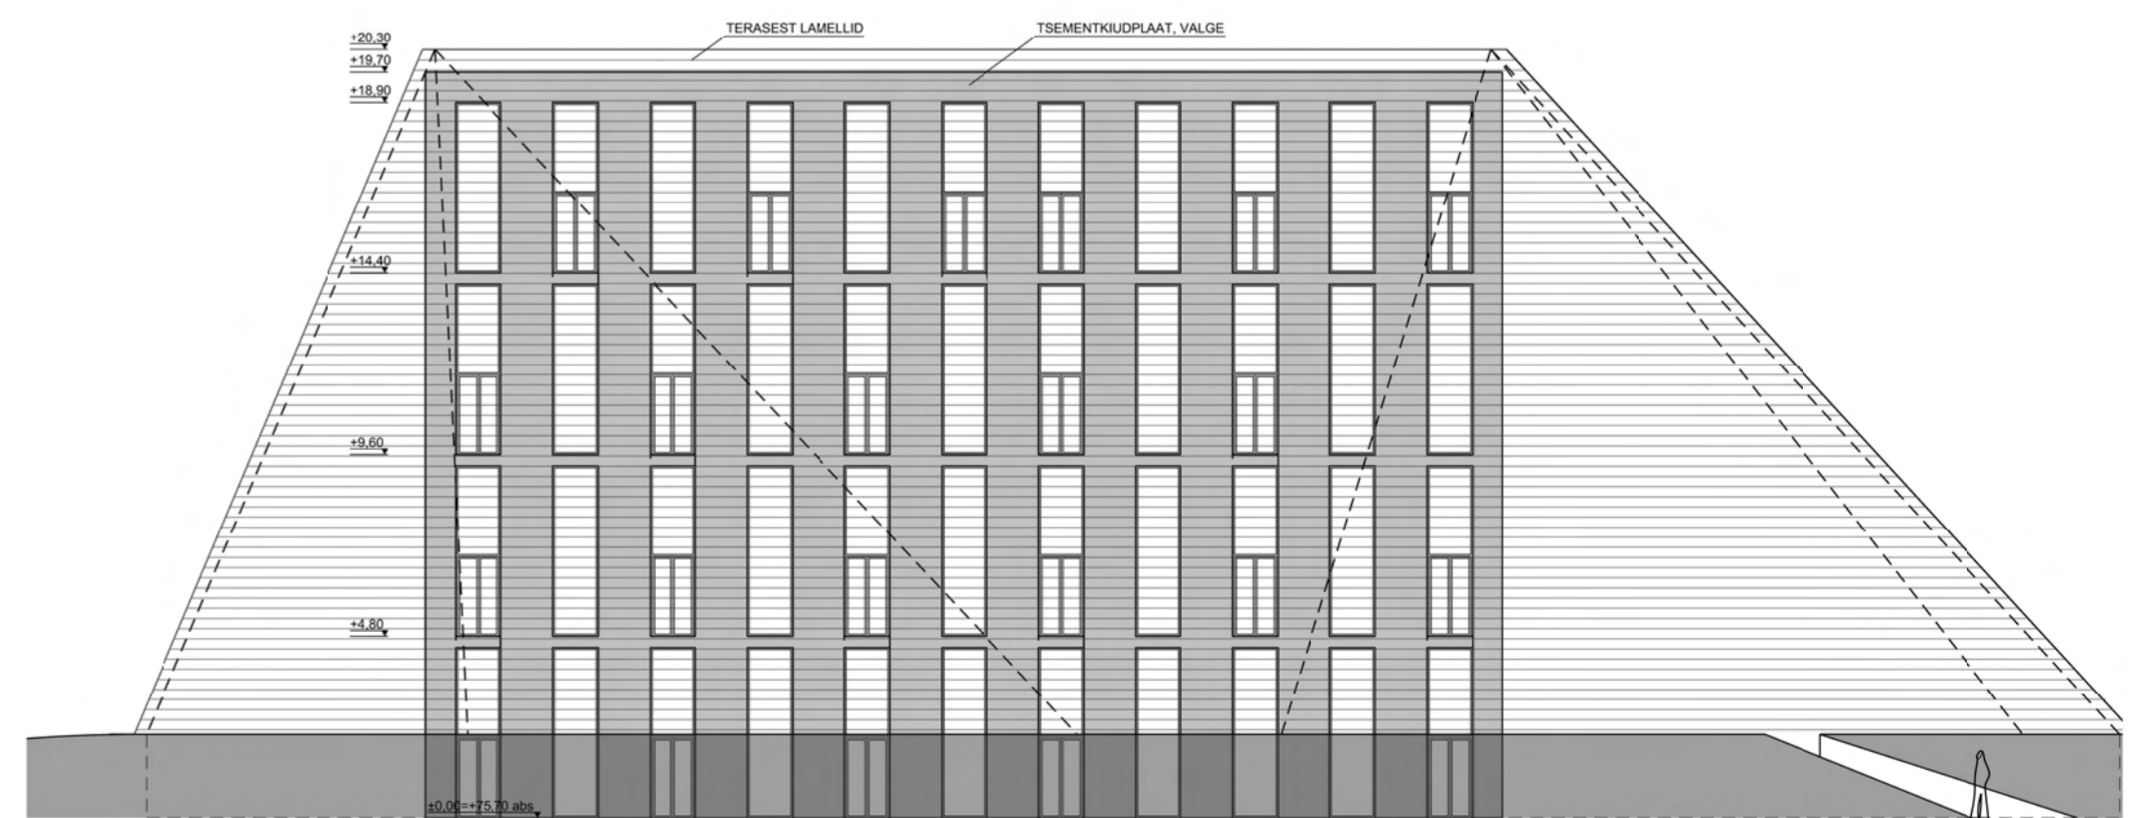 TERASEST LAMELLID
TSEMENTKIUDPLAAT, VALGE
+20,30
+19,70
+18,90
+14,40
+9,60
+4,80
±0,00=+75,70 abs